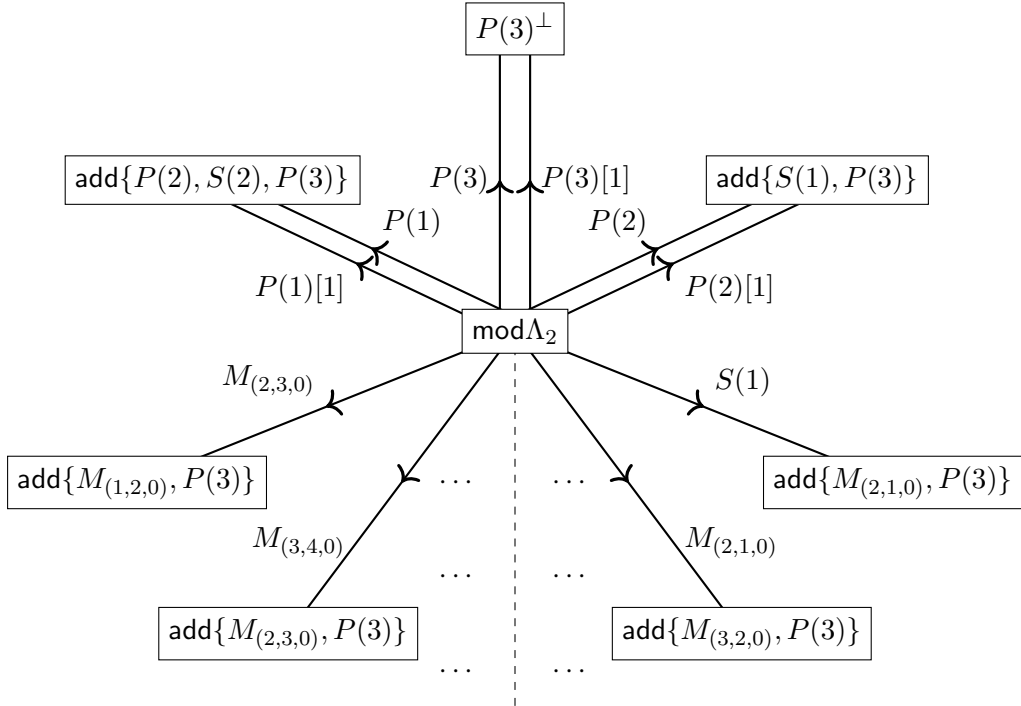 P(3)^⊥
add{P(2), S(2), P(3)}
P(3)
P(3)[1]
add{S(1), P(3)}
P(1)
P(2)
P(1)[1]
P(2)[1]
modΛ_2
M_(2,3,0)
S(1)
add{M_(1,2,0), P(3)}
...
...
add{M_(2,1,0), P(3)}
M_(3,4,0)
M_(2,1,0)
...
...
add{M_(2,3,0), P(3)}
add{M_(3,2,0), P(3)}
...
...